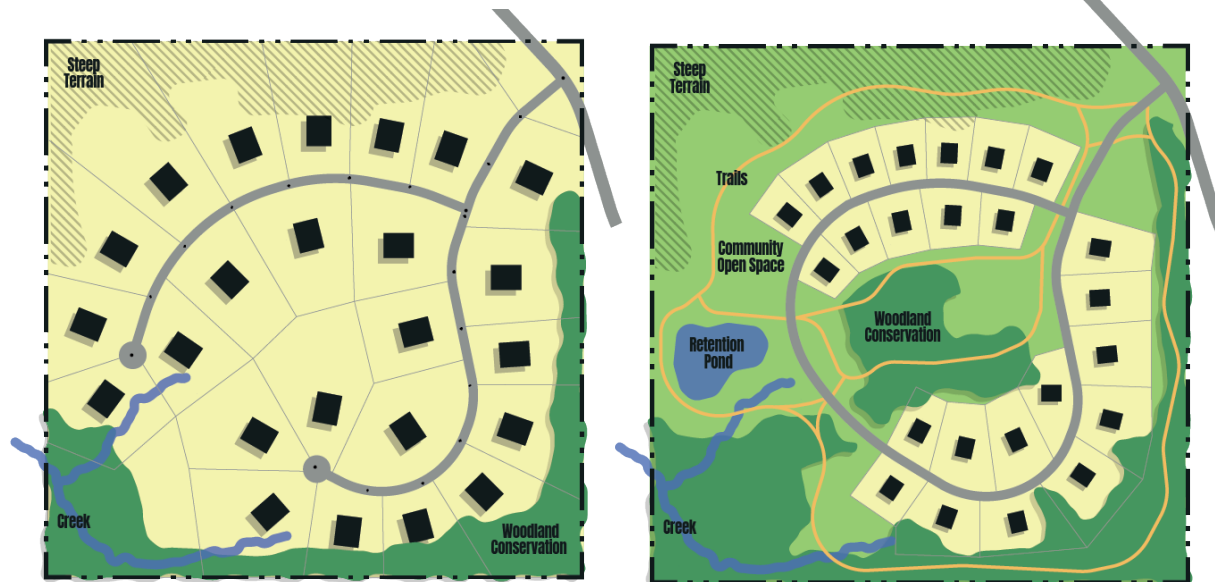 Steep
Terrain
Creek
Woodland
Conservation
Steep
Terrain
Trails
Community
Open Space
Woodland
Conservation
Retention
Pond
Creek